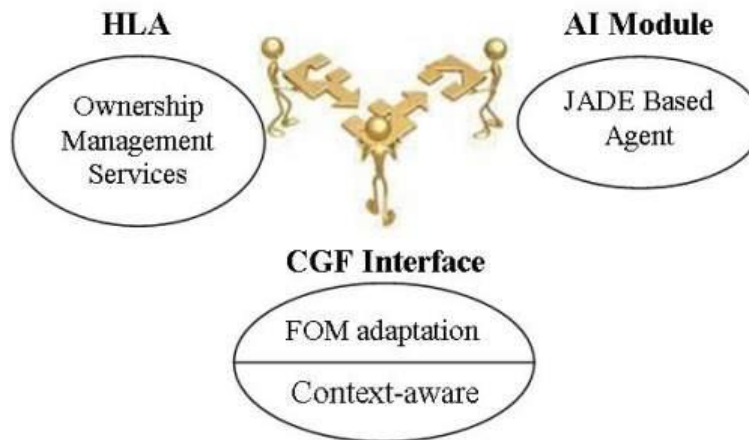 HLA
Ownership
Management
Services
AI Module
JADE Based
Agent
CGF Interface
FOM adaptation
Context-aware